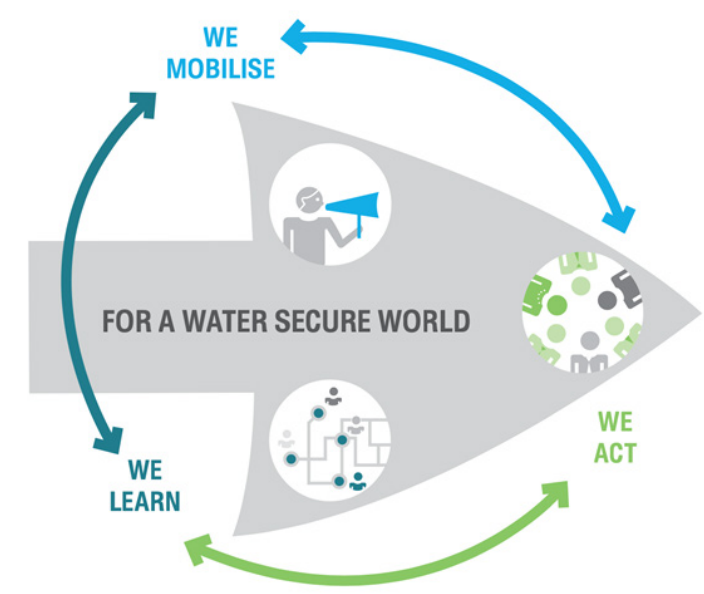 WE
MOBILISE
FOR A WATER SECURE WORLD
WE
ACT
WE
LEARN